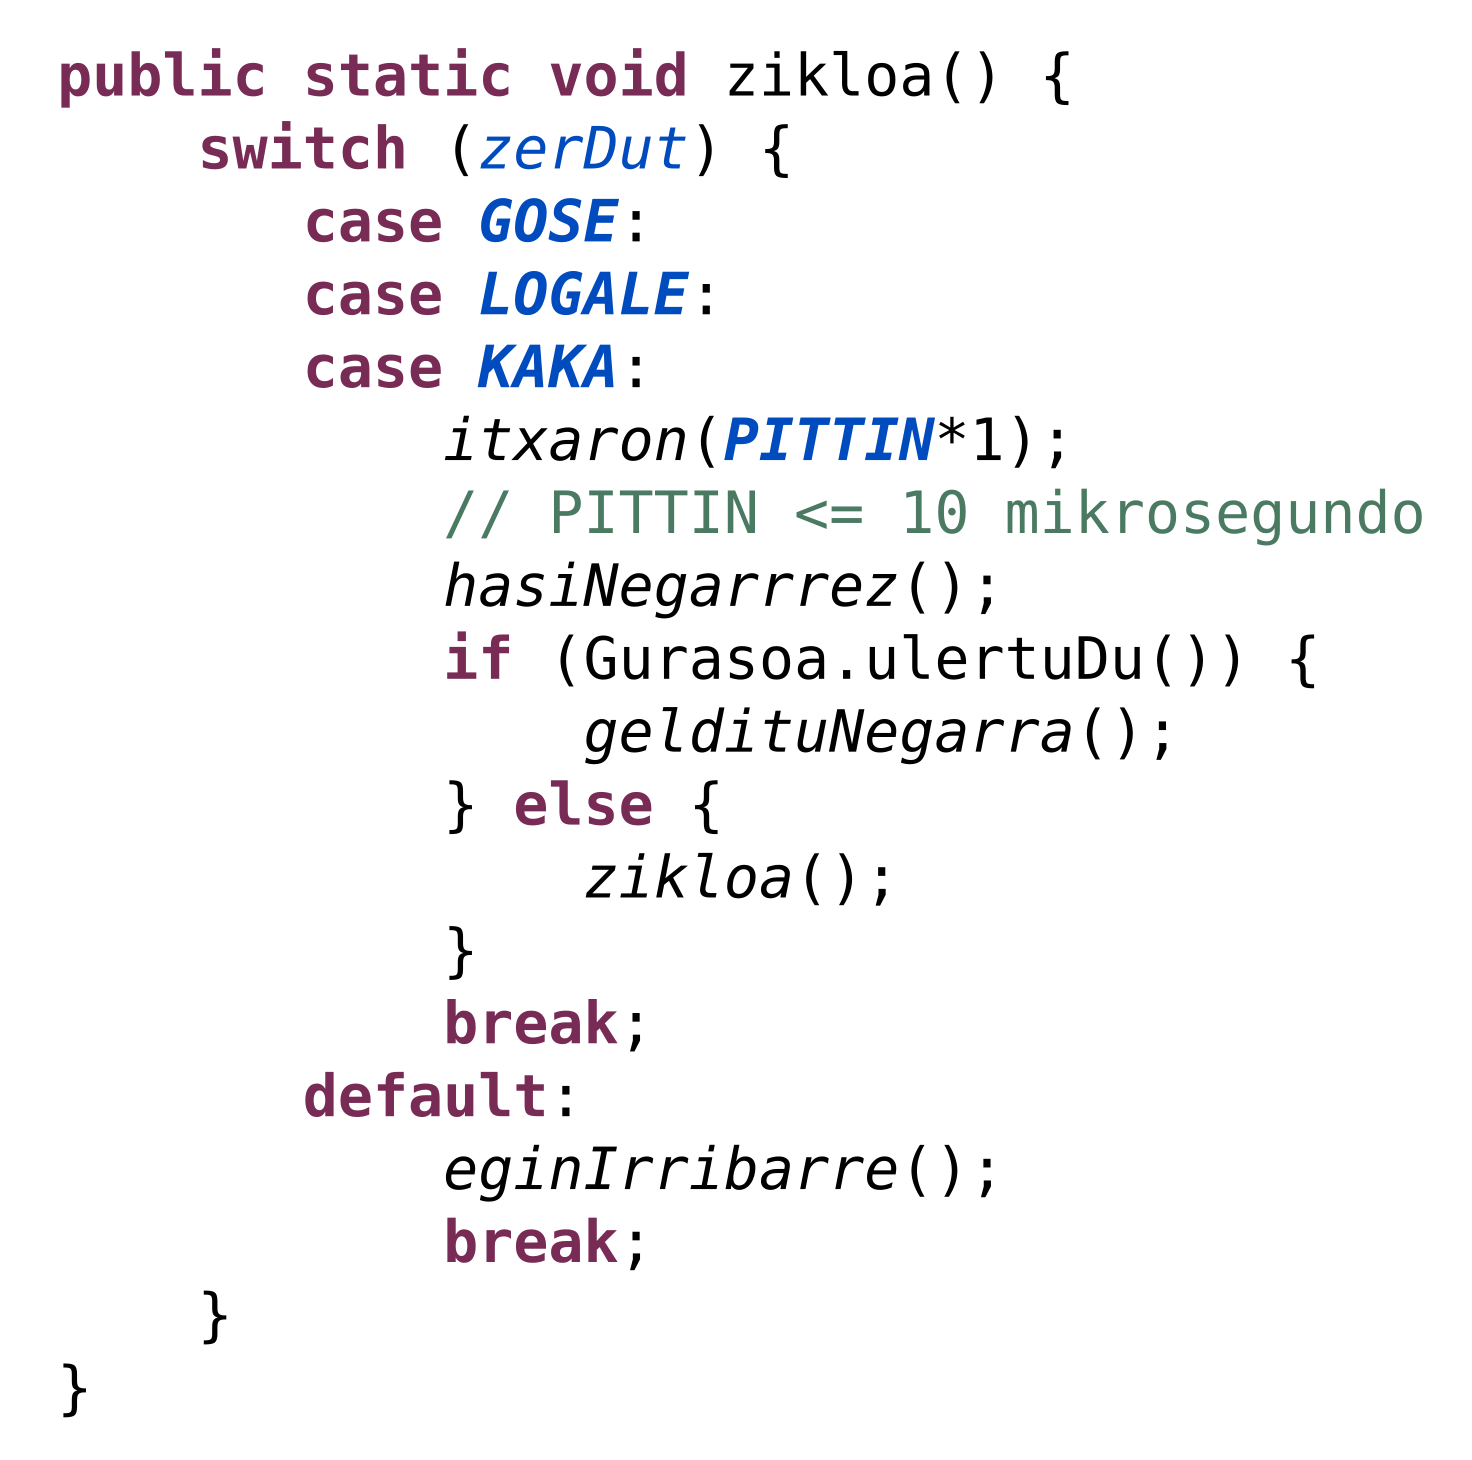 public static void zikloa() {
    switch (zerDut) {
       case GOSE:
       case LOGALE:
       case KAKA:
           itxaron(PITTIN*1);
           // PITTIN <= 10 mikrosegundo
           hasiNegarrrez();
           if (Gurasoa.ulertuDu()) {
               geldituNegarra();
           } else {
               zikloa();
           }
           break;
       default:
           eginIrribarre();
           break;
    }
}